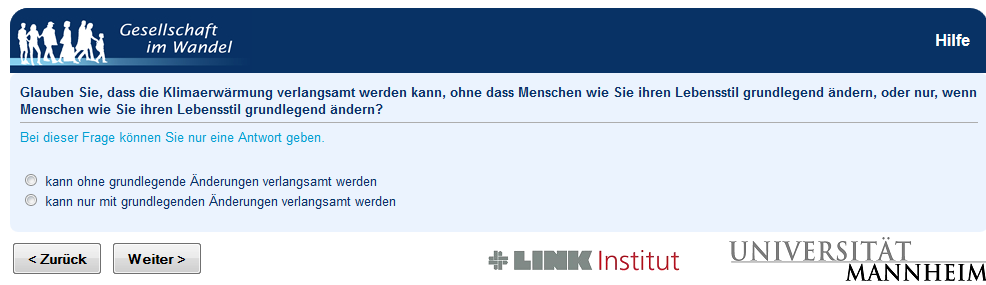 Gesellschaft
im Wandel
Hilfe
Glauben Sie, dass die Klimaerwärmung verlangsamt werden kann, ohne dass Menschen wie Sie ihren Lebensstil grundlegend ändern, oder nur, wenn
Menschen wie Sie ihren Lebensstil grundlegend ändern?
Bei dieser Frage können Sie nur eine Antwort geben.
kann ohne grundlegende Änderungen verlangsamt werden
kann nur mit grundlegenden Änderungen verlangsamt werden
< Zurück
Weiter >
LINK Institut
UNIVERSITÄT
MANNHEIM